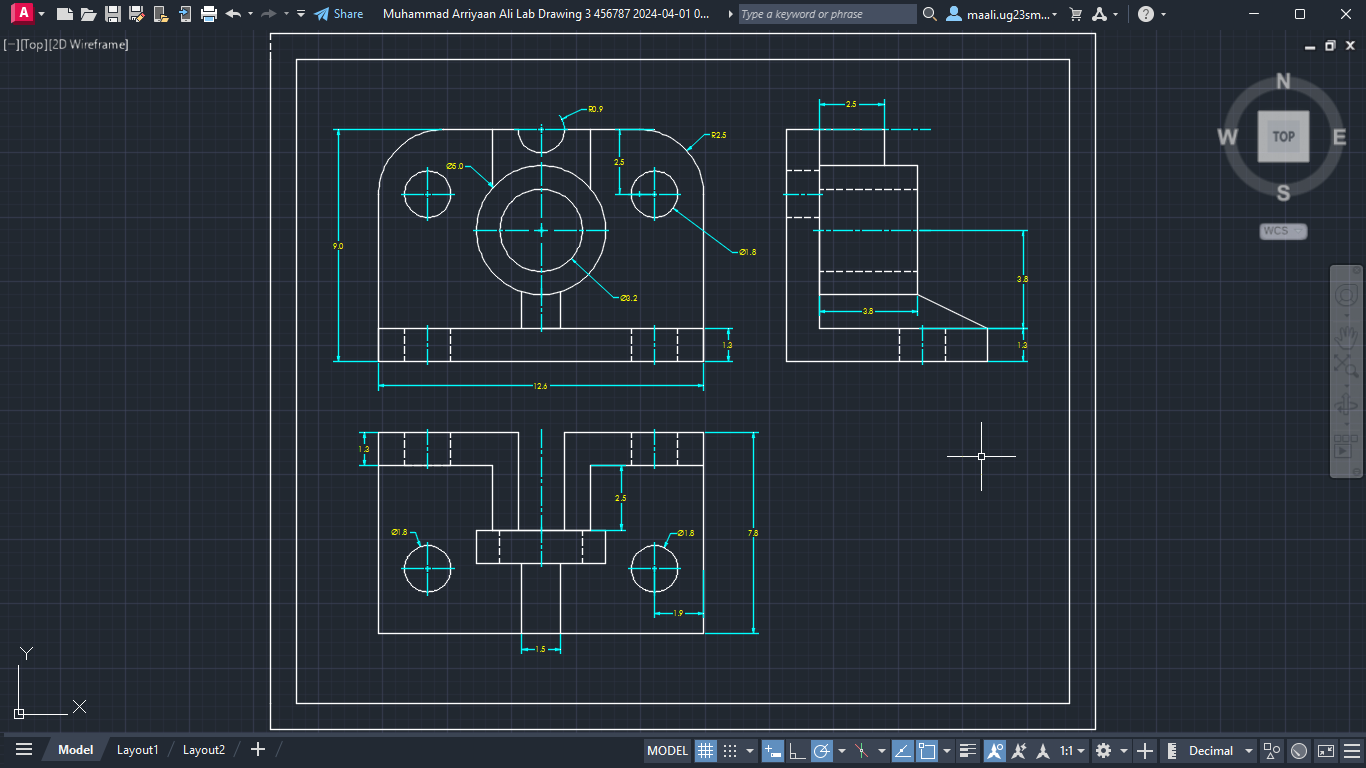 A Share Muhammad Arriyaan Ali Lab Drawing 3 456787 2024-04-01 0... Type a keyword or phrase maali.ug23sm... ?
[−][Top][2D Wireframe]
N
W TOP E
S
WCS
R0.9
2.5
R2.5
Ø5.0
2.5
9.0
Ø1.8
3.8
Ø3.2
3.8
1.3
1.3
12.6
1.3
2.5
Ø1.8
Ø1.8
7.8
1.9
1.5
Y
X
Model Layout1 Layout2 +
MODEL 1:1 Decimal